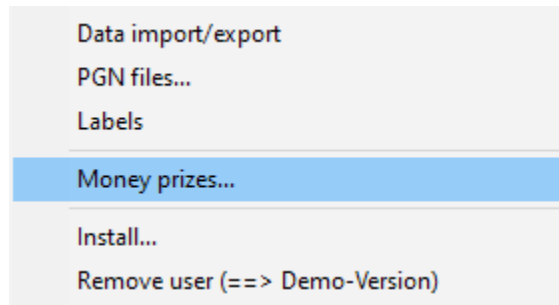 Data import/export
PGN files...
Labels
Money prizes...
Install...
Remove user (==> Demo-Version)